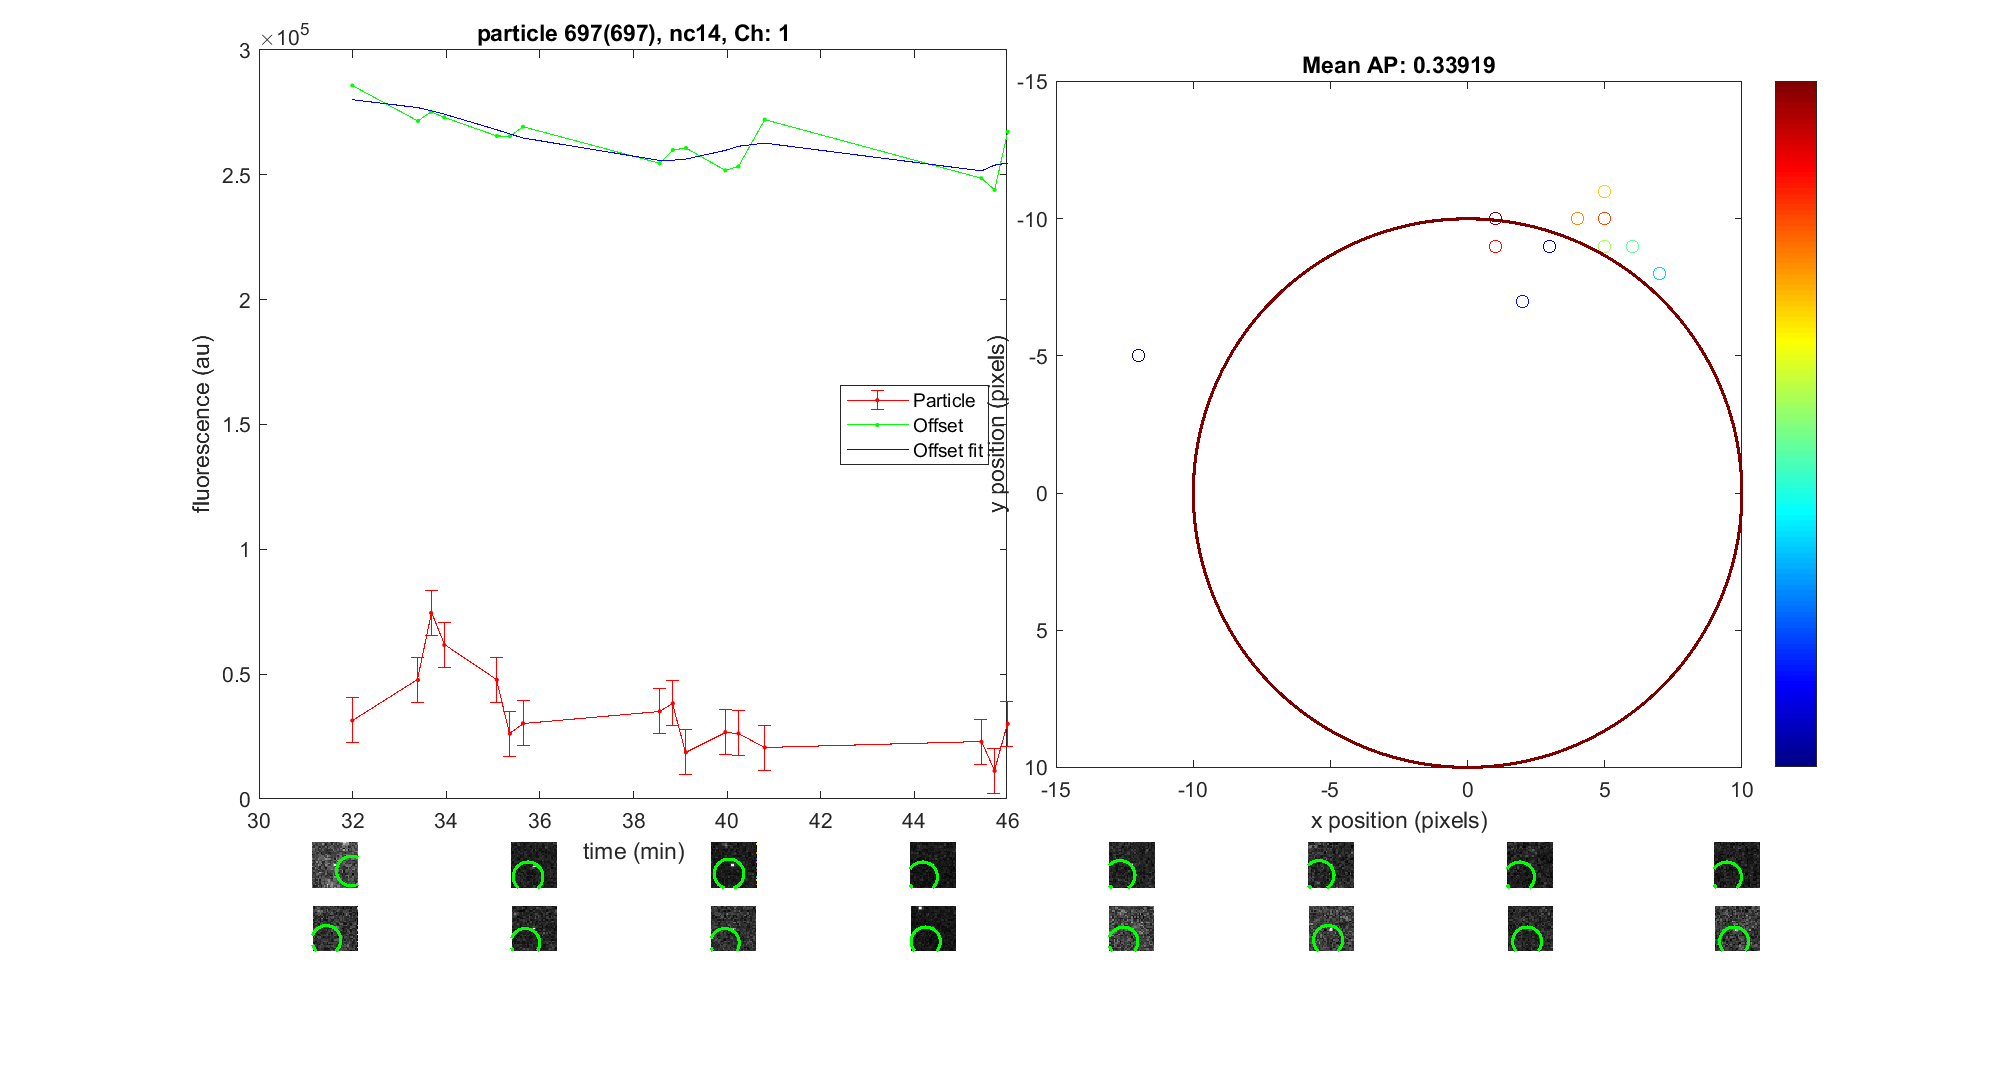 particle 697(697), nc14, Ch: 1
×10⁵
3
2.5
2
1.5
1
0.5
0
fluorescence (au)
30 32 34 36 38 40 42 44 46
time (min)
Particle
Offset
Offset fit
Mean AP: 0.33919
-15
-10
-5
0
5
10
y position (pixels)
-15 -10 -5 0 5 10
x position (pixels)